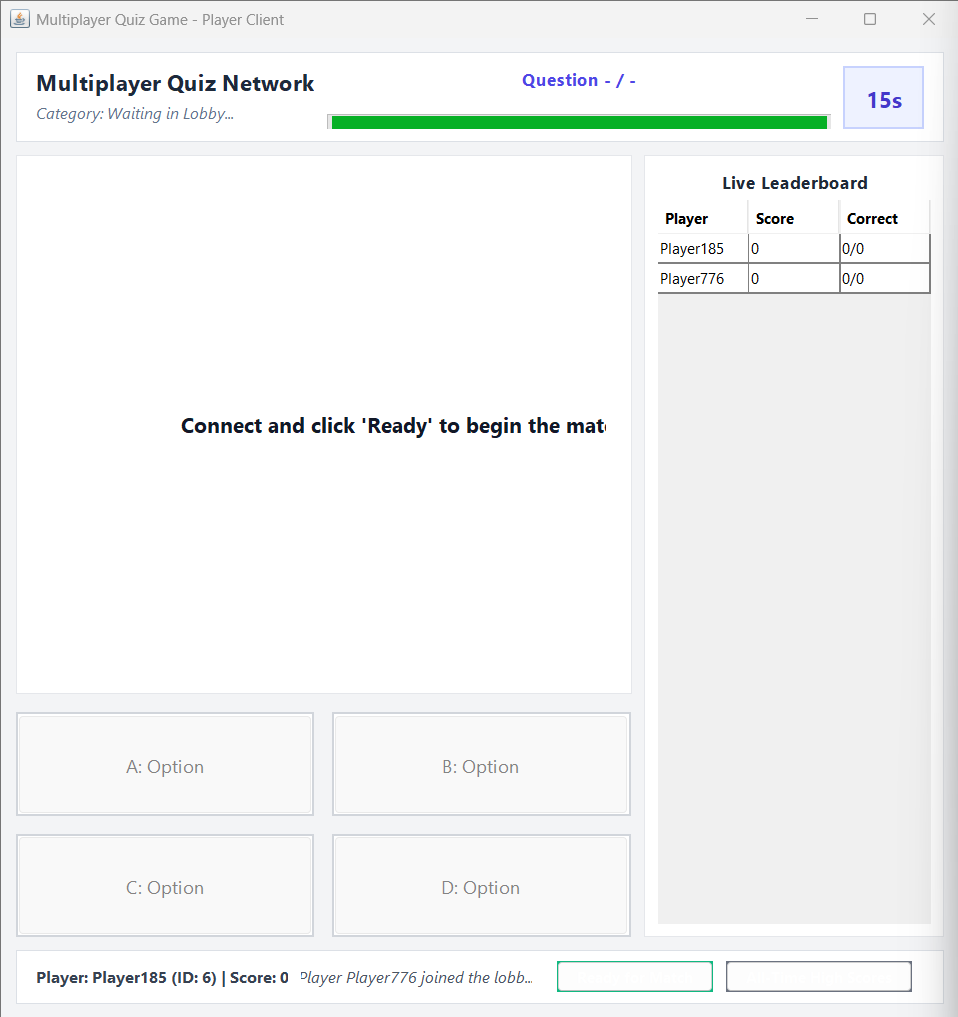 Multiplayer Quiz Game - Player Client
Multiplayer Quiz Network
Category: Waiting in Lobby...
Question - / -
15s
Connect and click 'Ready' to begin the mat
Live Leaderboard
Player Score Correct
Player185 0 0/0
Player776 0 0/0
A: Option
B: Option
C: Option
D: Option
Player: Player185 (ID: 6) | Score: 0
Player Player776 joined the lobb...